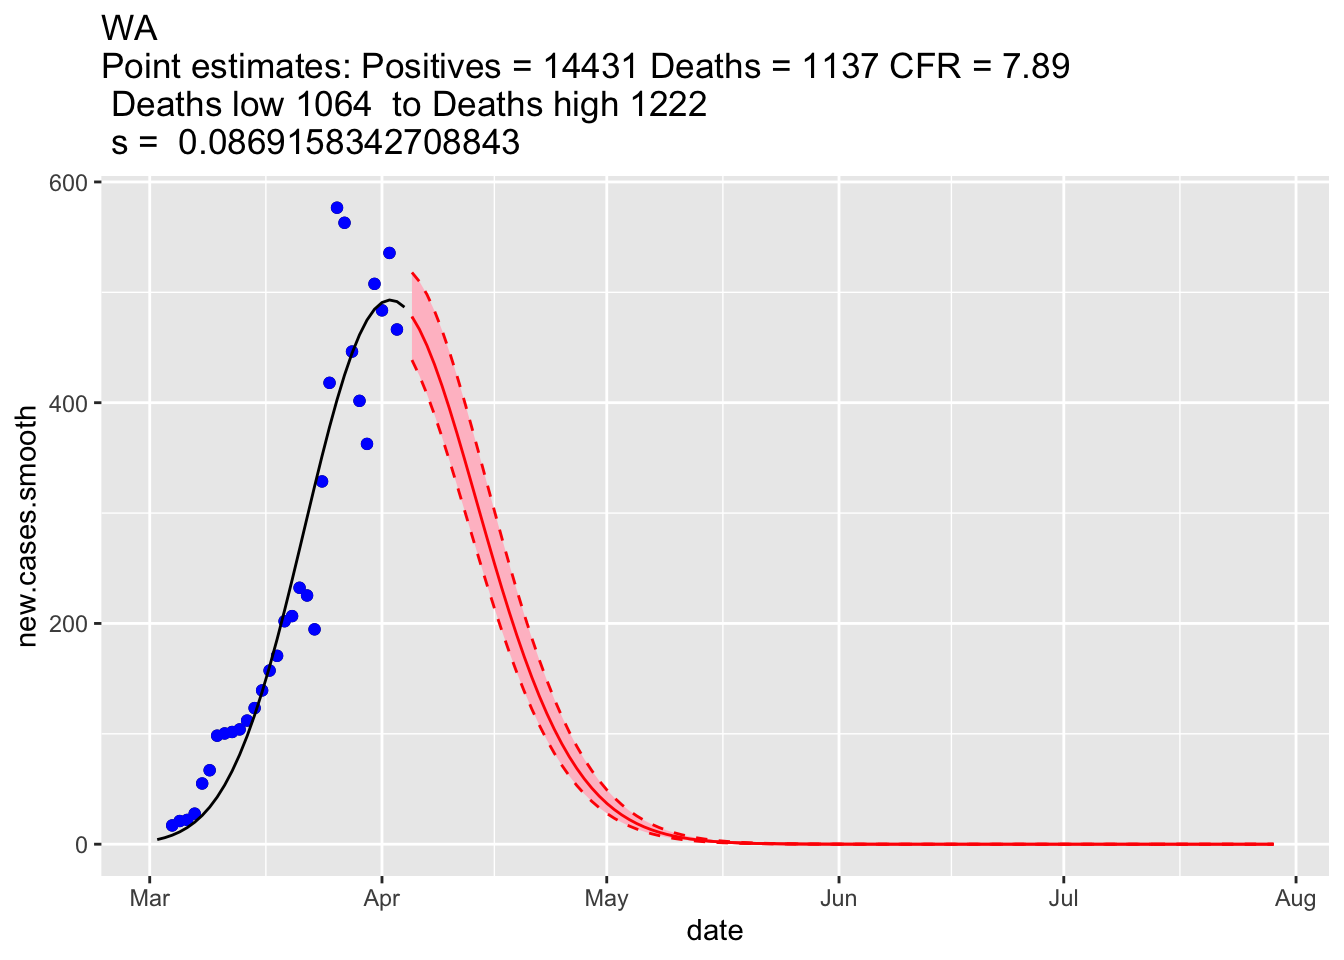 WA
Point estimates: Positives = 14431 Deaths = 1137 CFR = 7.89
Deaths low 1064  to Deaths high 1222
s =  0.0869158342708843
600
400
200
0
new.cases.smooth
Mar Apr May Jun Jul Aug
date